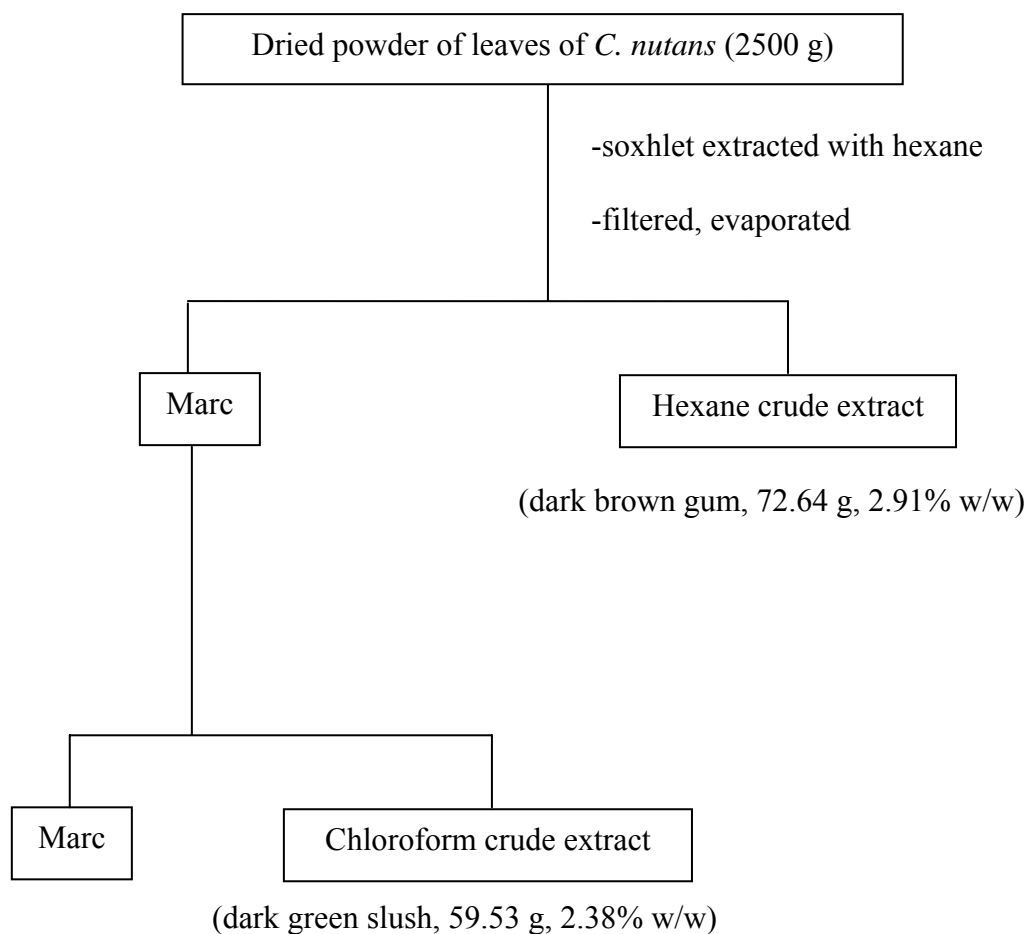 Dried powder of leaves of C. nutans (2500 g)
-soxhlet extracted with hexane
-filtered, evaporated
Marc
Hexane crude extract
(dark brown gum, 72.64 g, 2.91% w/w)
Marc
Chloroform crude extract
(dark green slush, 59.53 g, 2.38% w/w)